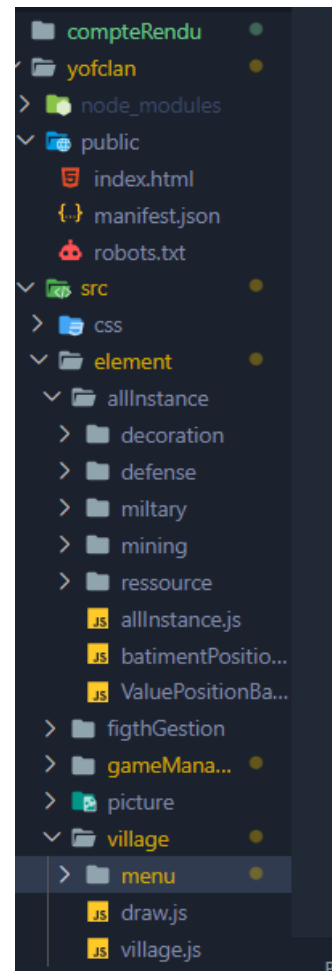 compteRendu
yofclan
node_modules
public
index.html
manifest.json
robots.txt
src
css
element
allInstance
decoration
defense
miltary
mining
ressource
allInstance.js
batimentPositio...
ValuePositionBa...
figthGestion
gameMana...
picture
village
menu
draw.js
village.js